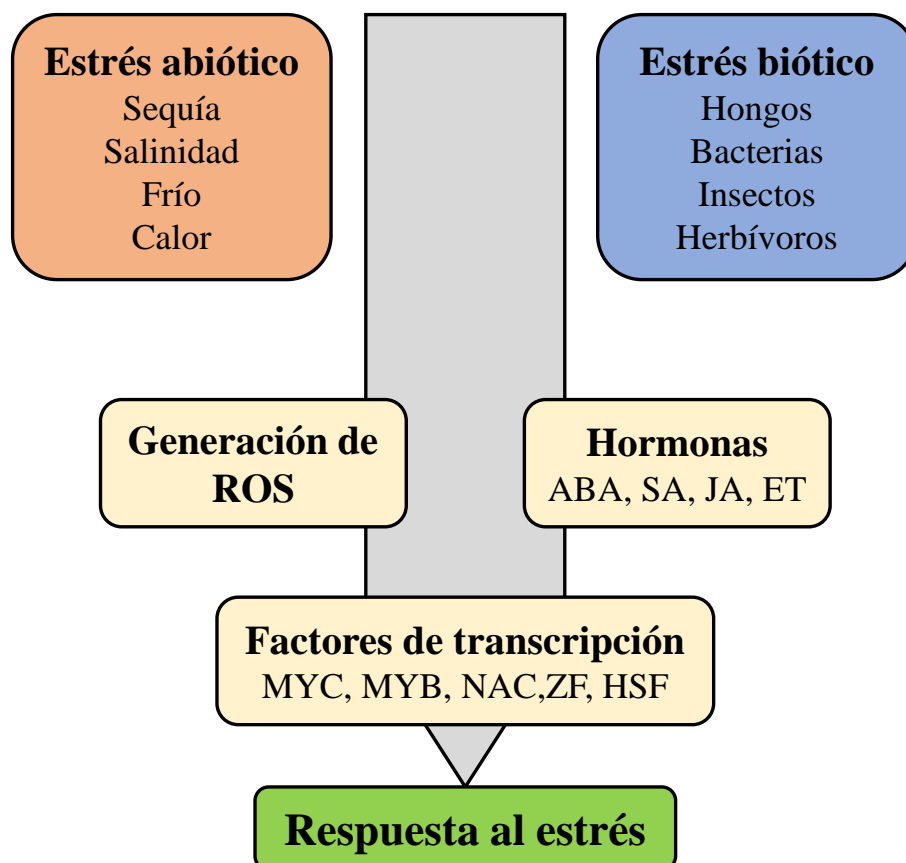 Estrés abiótico
Sequía
Salinidad
Frío
Calor
Estrés biótico
Hongos
Bacterias
Insectos
Herbívoros
Generación de
ROS
Hormonas
ABA, SA, JA, ET
Factores de transcripción
MYC, MYB, NAC,ZF, HSF
Respuesta al estrés